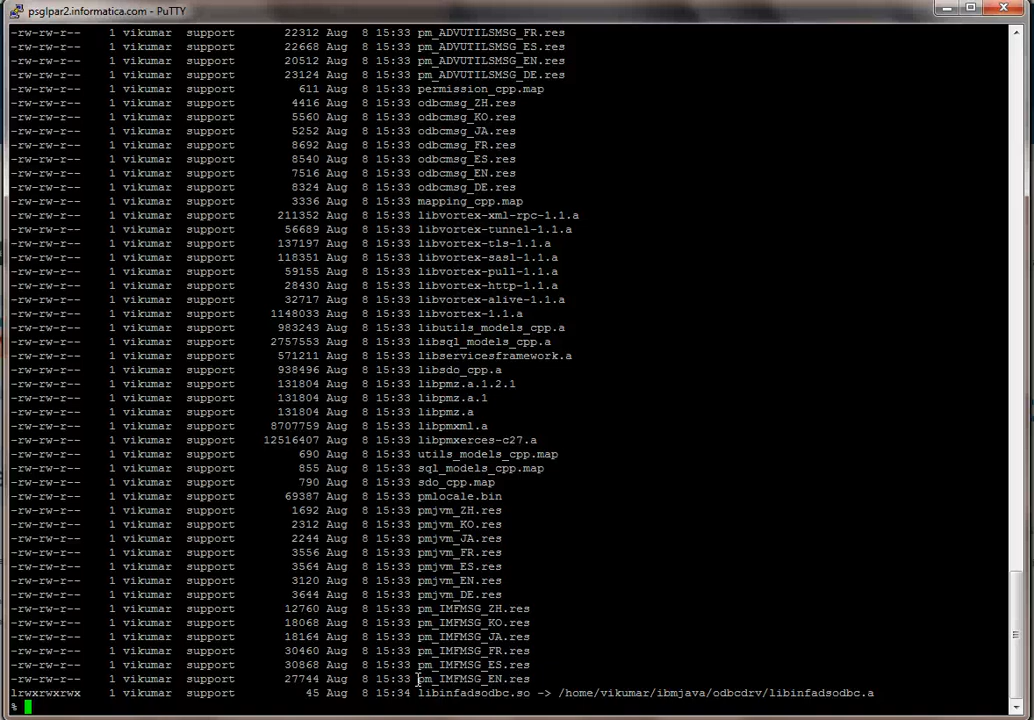 psglpar2.informatica.com - PuTTY
-rw-rw-r-- 1 vikumar support 22312 Aug 8 15:33 pm_ADVUTILSMSG_FR.res
-rw-rw-r-- 1 vikumar support 22668 Aug 8 15:33 pm_ADVUTILSMSG_ES.res
-rw-rw-r-- 1 vikumar support 20512 Aug 8 15:33 pm_ADVUTILSMSG_EN.res
-rw-rw-r-- 1 vikumar support 23124 Aug 8 15:33 pm_ADVUTILSMSG_DE.res
-rw-rw-r-- 1 vikumar support 611 Aug 8 15:33 permission_cpp.map
-rw-rw-r-- 1 vikumar support 4416 Aug 8 15:33 odbcmsg_ZH.res
-rw-rw-r-- 1 vikumar support 5560 Aug 8 15:33 odbcmsg_KO.res
-rw-rw-r-- 1 vikumar support 5252 Aug 8 15:33 odbcmsg_JA.res
-rw-rw-r-- 1 vikumar support 8692 Aug 8 15:33 odbcmsg_FR.res
-rw-rw-r-- 1 vikumar support 8540 Aug 8 15:33 odbcmsg_ES.res
-rw-rw-r-- 1 vikumar support 7516 Aug 8 15:33 odbcmsg_EN.res
-rw-rw-r-- 1 vikumar support 8324 Aug 8 15:33 odbcmsg_DE.res
-rw-rw-r-- 1 vikumar support 3336 Aug 8 15:33 mapping_cpp.map
-rw-rw-r-- 1 vikumar support 211352 Aug 8 15:33 libvortex-xml-rpc-1.1.a
-rw-rw-r-- 1 vikumar support 56689 Aug 8 15:33 libvortex-tunnel-1.1.a
-rw-rw-r-- 1 vikumar support 137197 Aug 8 15:33 libvortex-tls-1.1.a
-rw-rw-r-- 1 vikumar support 118351 Aug 8 15:33 libvortex-sasl-1.1.a
-rw-rw-r-- 1 vikumar support 59155 Aug 8 15:33 libvortex-pull-1.1.a
-rw-rw-r-- 1 vikumar support 28430 Aug 8 15:33 libvortex-http-1.1.a
-rw-rw-r-- 1 vikumar support 32717 Aug 8 15:33 libvortex-alive-1.1.a
-rw-rw-r-- 1 vikumar support 1148033 Aug 8 15:33 libvortex-1.1.a
-rw-rw-r-- 1 vikumar support 983243 Aug 8 15:33 libutils_models_cpp.a
-rw-rw-r-- 1 vikumar support 2757553 Aug 8 15:33 libsql_models_cpp.a
-rw-rw-r-- 1 vikumar support 571211 Aug 8 15:33 libservicesframework.a
-rw-rw-r-- 1 vikumar support 938496 Aug 8 15:33 libsdo_cpp.a
-rw-rw-r-- 1 vikumar support 131804 Aug 8 15:33 libpmz.a.1.2.1
-rw-rw-r-- 1 vikumar support 131804 Aug 8 15:33 libpmz.a.1
-rw-rw-r-- 1 vikumar support 131804 Aug 8 15:33 libpmz.a
-rw-rw-r-- 1 vikumar support 8707759 Aug 8 15:33 libpmxml.a
-rw-rw-r-- 1 vikumar support 12516407 Aug 8 15:33 libpmxerces-c27.a
-rw-rw-r-- 1 vikumar support 690 Aug 8 15:33 utils_models_cpp.map
-rw-rw-r-- 1 vikumar support 855 Aug 8 15:33 sql_models_cpp.map
-rw-rw-r-- 1 vikumar support 790 Aug 8 15:33 sdo_cpp.map
-rw-rw-r-- 1 vikumar support 69387 Aug 8 15:33 pmlocale.bin
-rw-rw-r-- 1 vikumar support 1692 Aug 8 15:33 pmjvm_ZH.res
-rw-rw-r-- 1 vikumar support 2312 Aug 8 15:33 pmjvm_KO.res
-rw-rw-r-- 1 vikumar support 2244 Aug 8 15:33 pmjvm_JA.res
-rw-rw-r-- 1 vikumar support 3556 Aug 8 15:33 pmjvm_FR.res
-rw-rw-r-- 1 vikumar support 3564 Aug 8 15:33 pmjvm_ES.res
-rw-rw-r-- 1 vikumar support 3120 Aug 8 15:33 pmjvm_EN.res
-rw-rw-r-- 1 vikumar support 3644 Aug 8 15:33 pmjvm_DE.res
-rw-rw-r-- 1 vikumar support 12760 Aug 8 15:33 pm_IMFMSG_ZH.res
-rw-rw-r-- 1 vikumar support 18068 Aug 8 15:33 pm_IMFMSG_KO.res
-rw-rw-r-- 1 vikumar support 18164 Aug 8 15:33 pm_IMFMSG_JA.res
-rw-rw-r-- 1 vikumar support 30460 Aug 8 15:33 pm_IMFMSG_FR.res
-rw-rw-r-- 1 vikumar support 30868 Aug 8 15:33 pm_IMFMSG_ES.res
-rw-rw-r-- 1 vikumar support 27744 Aug 8 15:33 pm_IMFMSG_EN.res
lrwxrwxrwx 1 vikumar support 45 Aug 8 15:34 libinfadsodbc.so -> /home/vikumar/ibmjava/odbcdrv/libinfadsodbc.a
%